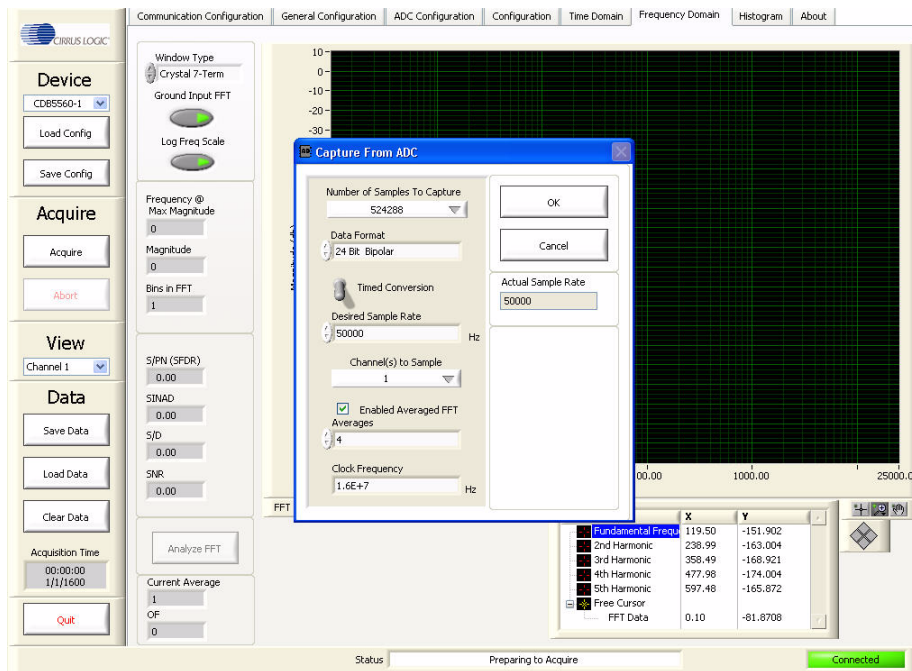 Communication Configuration General Configuration ADC Configuration Configuration Time Domain Frequency Domain Histogram About
CIRRUS LOGIC
Device
CDB5560-1
Load Config
Save Config
Acquire
Acquire
Abort
View
Channel 1
Data
Save Data
Load Data
Clear Data
Acquisition Time
00:00:00
1/1/1600
Quit
Window Type
Crystal 7-Term
Ground Input FFT
Log Freq Scale
Frequency @
Max Magnitude
0
Magnitude
0
Bins in FFT
1
S/PN (SFDR)
0.00
SINAD
0.00
S/D
0.00
SNR
0.00
Analyze FFT
Current Average
1
OF
0
10
0
-10
-20
-30
Capture From ADC
Number of Samples To Capture
524288
Data Format
24 Bit Bipolar
Timed Conversion
Desired Sample Rate
50000 Hz
Channel(s) to Sample
1
Enabled Averaged FFT
Averages
4
Clock Frequency
1.6E+7 Hz
OK
Cancel
Actual Sample Rate
50000
00.00 1000.00 25000.0
FFT
X Y
Fundamental Frequ 119.50 -151.902
2nd Harmonic 238.99 -163.004
3rd Harmonic 358.49 -168.921
4th Harmonic 477.98 -174.004
5th Harmonic 597.48 -165.872
Free Cursor
FFT Data 0.10 -81.8708
Status Preparing to Acquire Connected